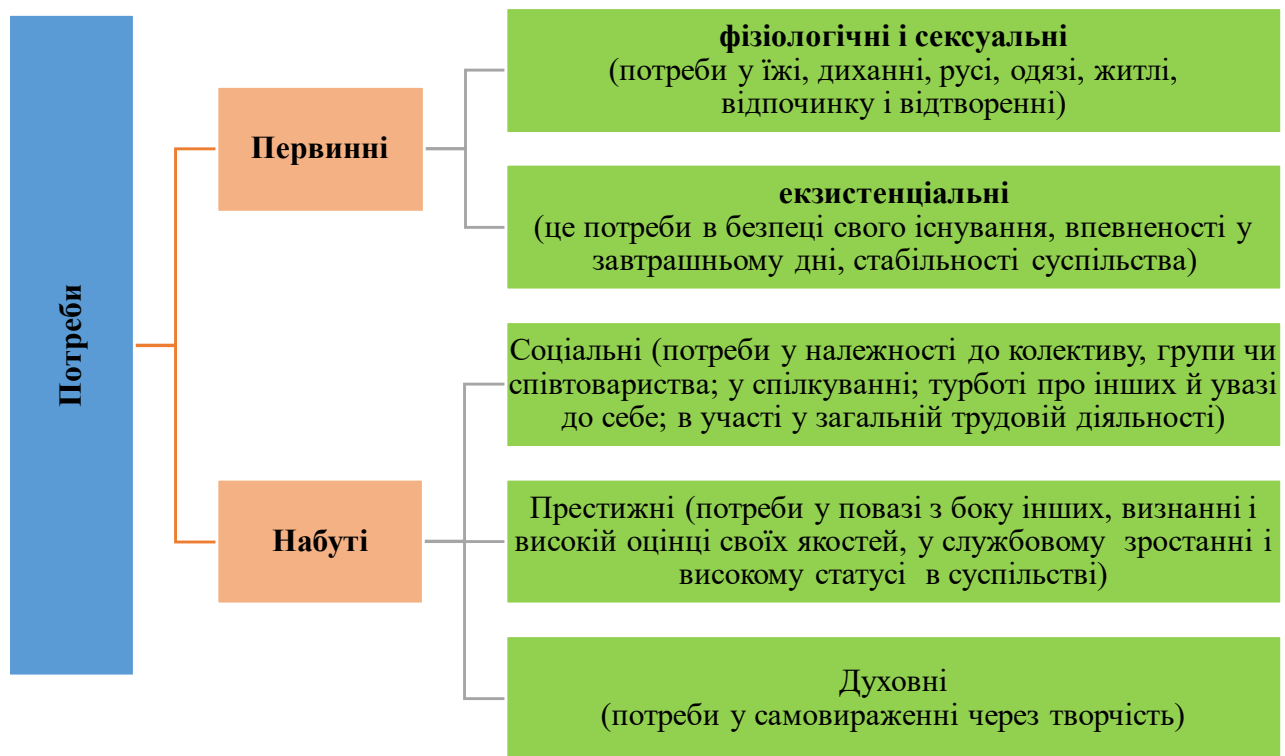 Потреби
Первинні
фізіологічні і сексуальні
(потреби у їжі, диханні, русі, одязі, житлі,
відпочинку і відтворенні)
екзистенціальні
(це потреби в безпеці свого існування, впевненості у
завтрашньому дні, стабільності суспільства)
Набуті
Соціальні (потреби у належності до колективу, групи чи
співтовариства; у спілкуванні; турботі про інших й увазі
до себе; в участі у загальній трудовій діяльності)
Престижні (потреби у повазі з боку інших, визнанні і
високій оцінці своїх якостей, у службовому зростанні і
високому статусі в суспільстві)
Духовні
(потреби у самовираженні через творчість)